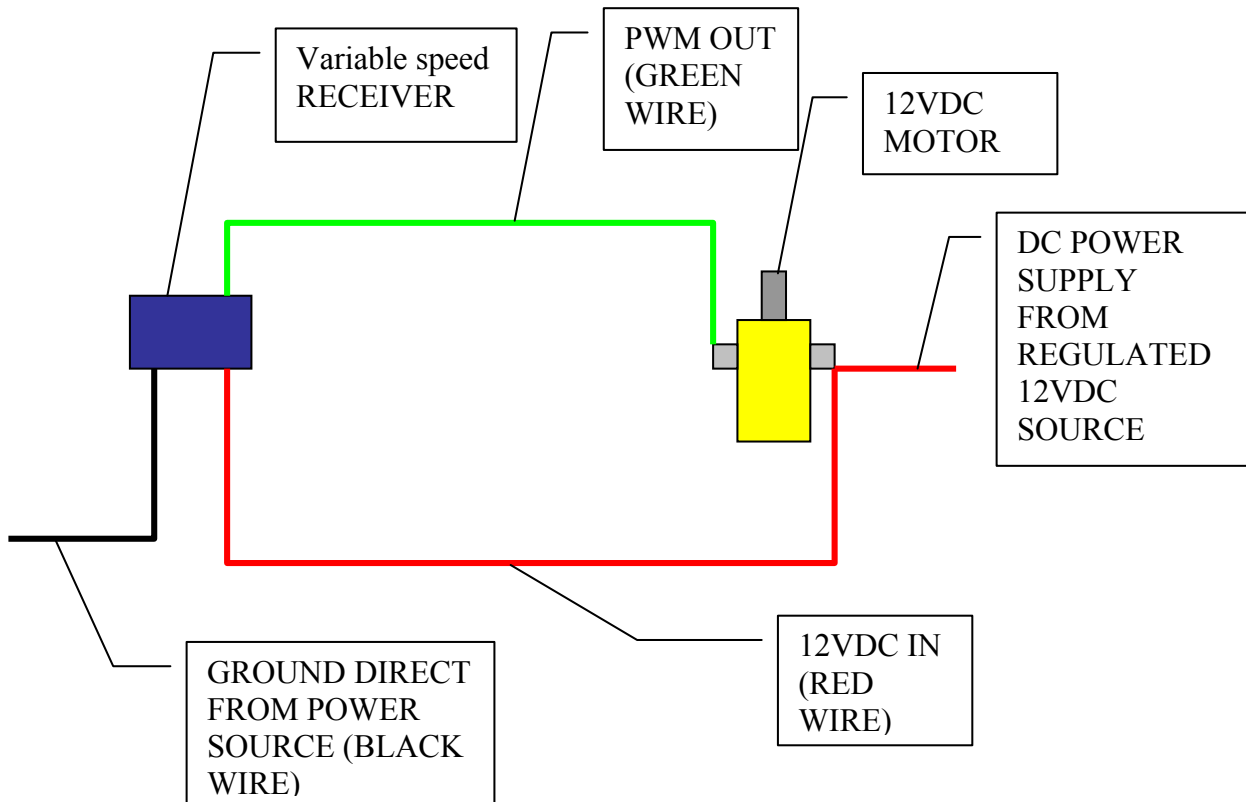 Variable speed
RECEIVER
PWM OUT
(GREEN
WIRE)
12VDC
MOTOR
DC POWER
SUPPLY
FROM
REGULATED
12VDC
SOURCE
GROUND DIRECT
FROM POWER
SOURCE (BLACK
WIRE)
12VDC IN
(RED
WIRE)